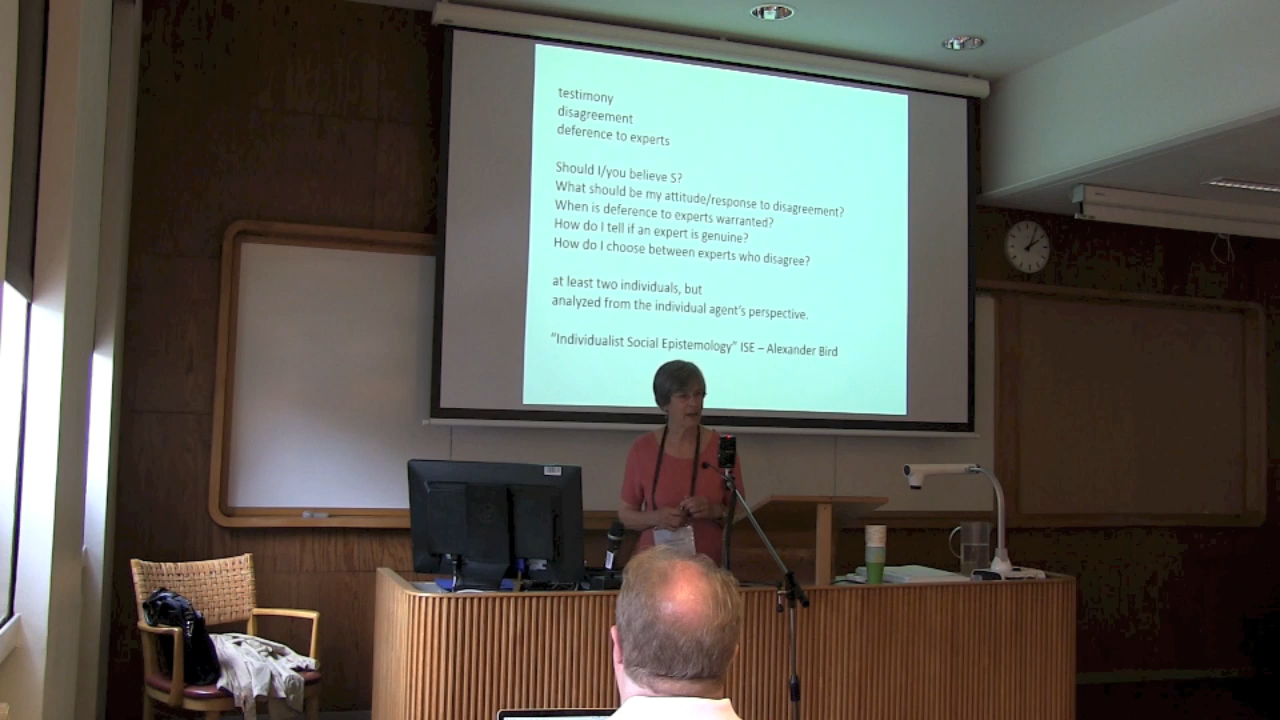 testimony
disagreement
deference to experts
Should I/you believe S?
What should be my attitude/response to disagreement?
When is deference to experts warranted?
How do I tell if an expert is genuine?
How do I choose between experts who disagree?
at least two individuals, but
analyzed from the individual agent's perspective.
"Individualist Social Epistemology" ISE – Alexander Bird